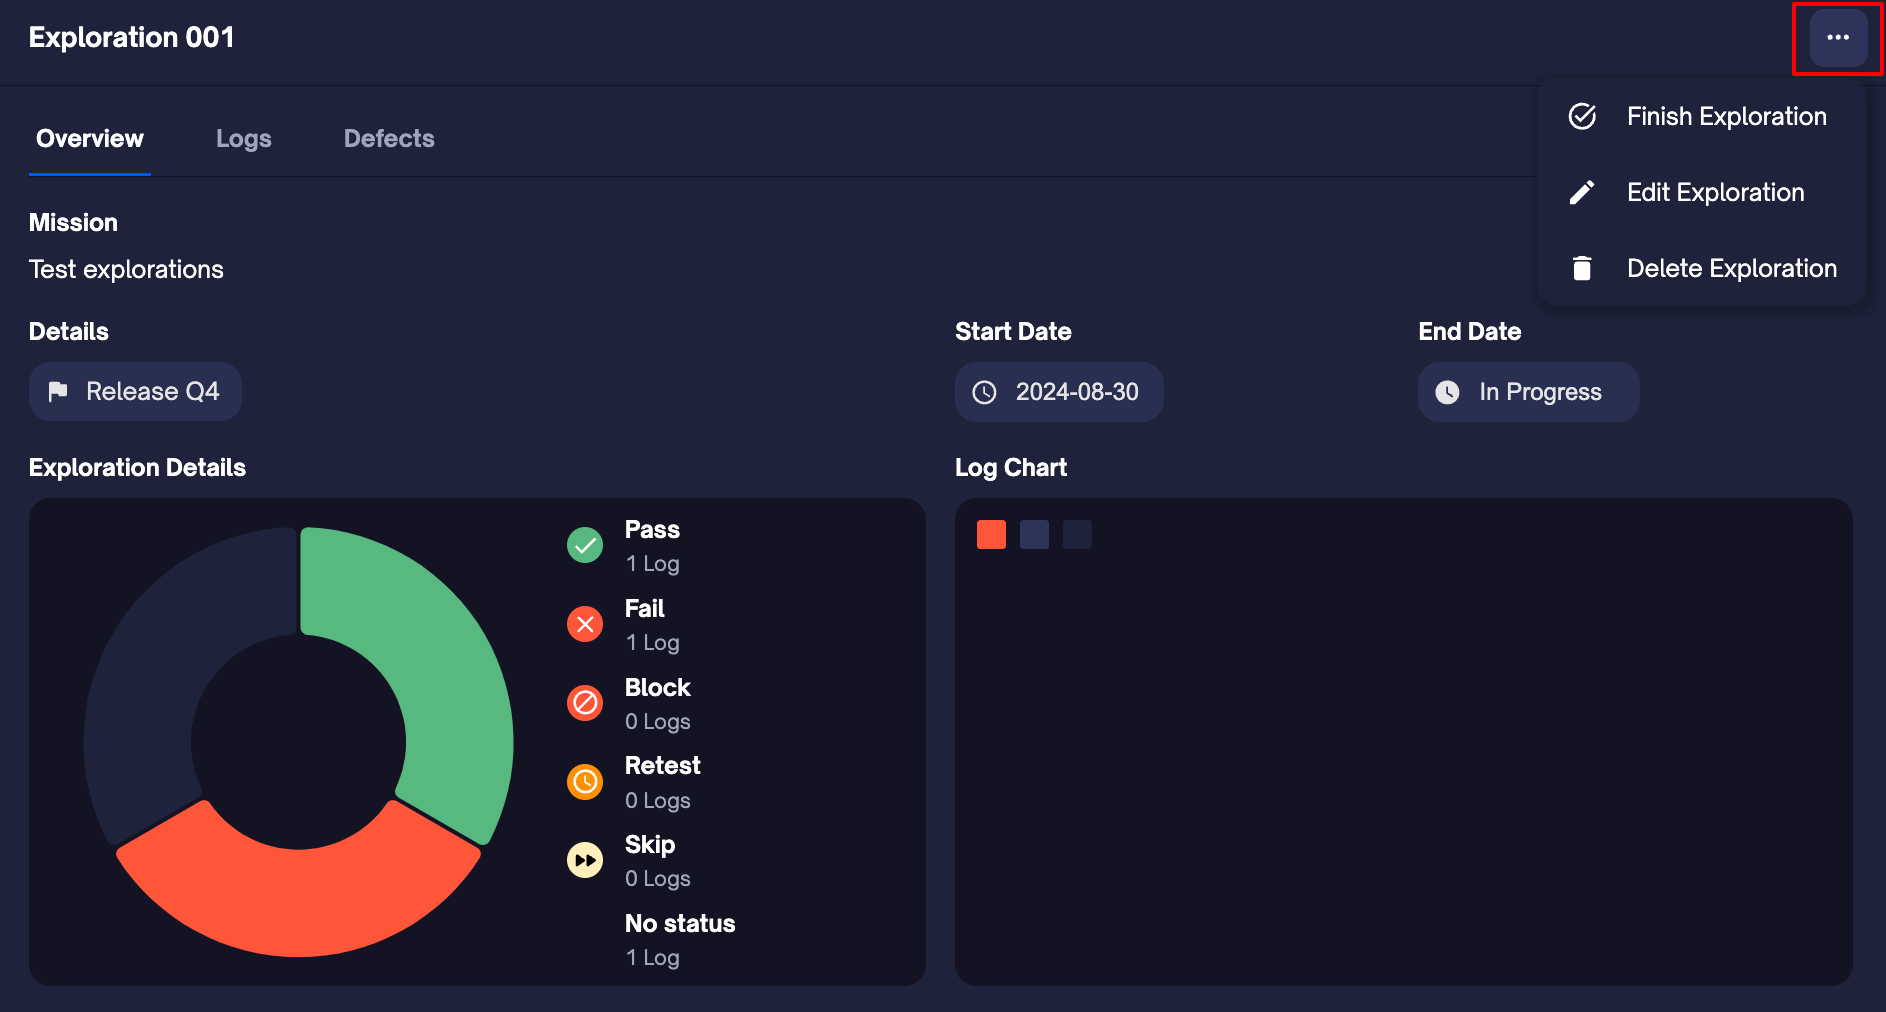 Exploration 001
Finish Exploration
Edit Exploration
Delete Exploration
Overview
Logs
Defects
Mission
Test explorations
Details
Release Q4
Start Date
2024-08-30
End Date
In Progress
Exploration Details
Pass
1 Log
Fail
1 Log
Block
0 Logs
Retest
0 Logs
Skip
0 Logs
No status
1 Log
Log Chart